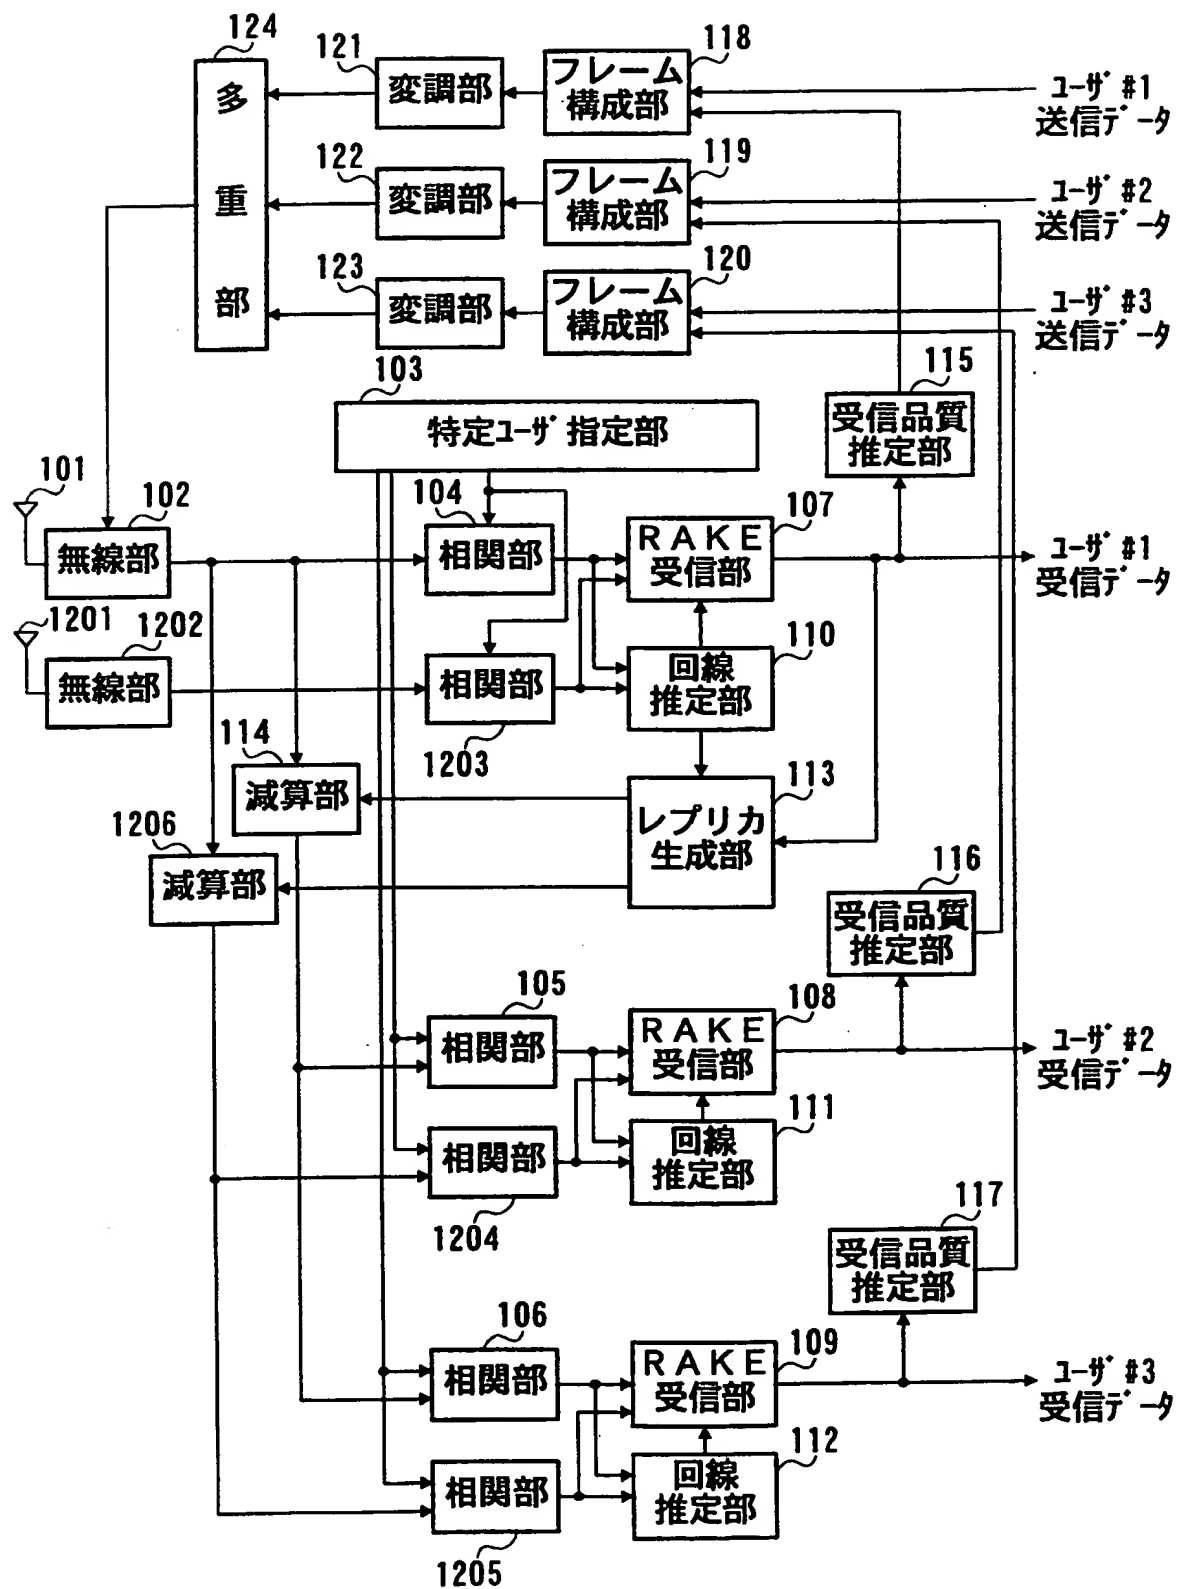 124
多
重
部
121
変調部
118
フレーム
構成部
ユーザ#1
送信データ
122
変調部
119
フレーム
構成部
ユーザ#2
送信データ
123
変調部
120
フレーム
構成部
ユーザ#3
送信データ
103
特定ユーザ指定部
115
受信品質
推定部
101
102
無線部
104
相関部
107
RAKE
受信部
ユーザ#1
受信データ
1201
1202
無線部
相関部
1203
110
回線
推定部
114
減算部
113
レプリカ
生成部
1206
減算部
116
受信品質
推定部
105
相関部
108
RAKE
受信部
ユーザ#2
受信データ
相関部
1204
111
回線
推定部
117
受信品質
推定部
106
相関部
109
RAKE
受信部
ユーザ#3
受信データ
相関部
1205
112
回線
推定部